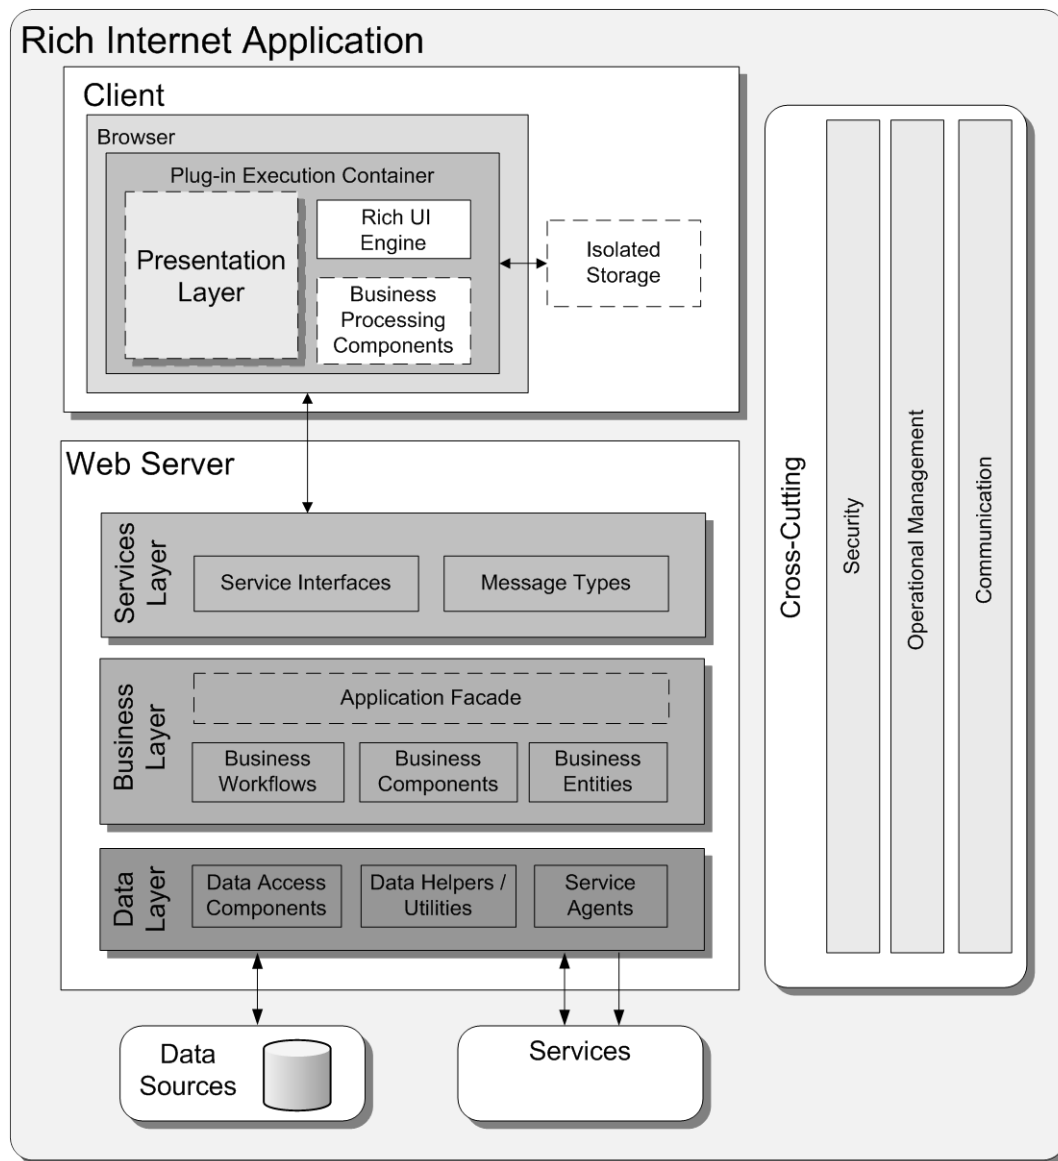 Rich Internet Application
Client
Browser
Plug-in Execution Container
Presentation
Layer
Rich UI
Engine
Business
Processing
Components
Isolated
Storage
Web Server
Services
Layer
Service Interfaces
Message Types
Business
Layer
Application Facade
Business
Workflows
Business
Components
Business
Entities
Data
Layer
Data Access
Components
Data Helpers /
Utilities
Service
Agents
Data
Sources
Services
Cross-Cutting
Security
Operational Management
Communication